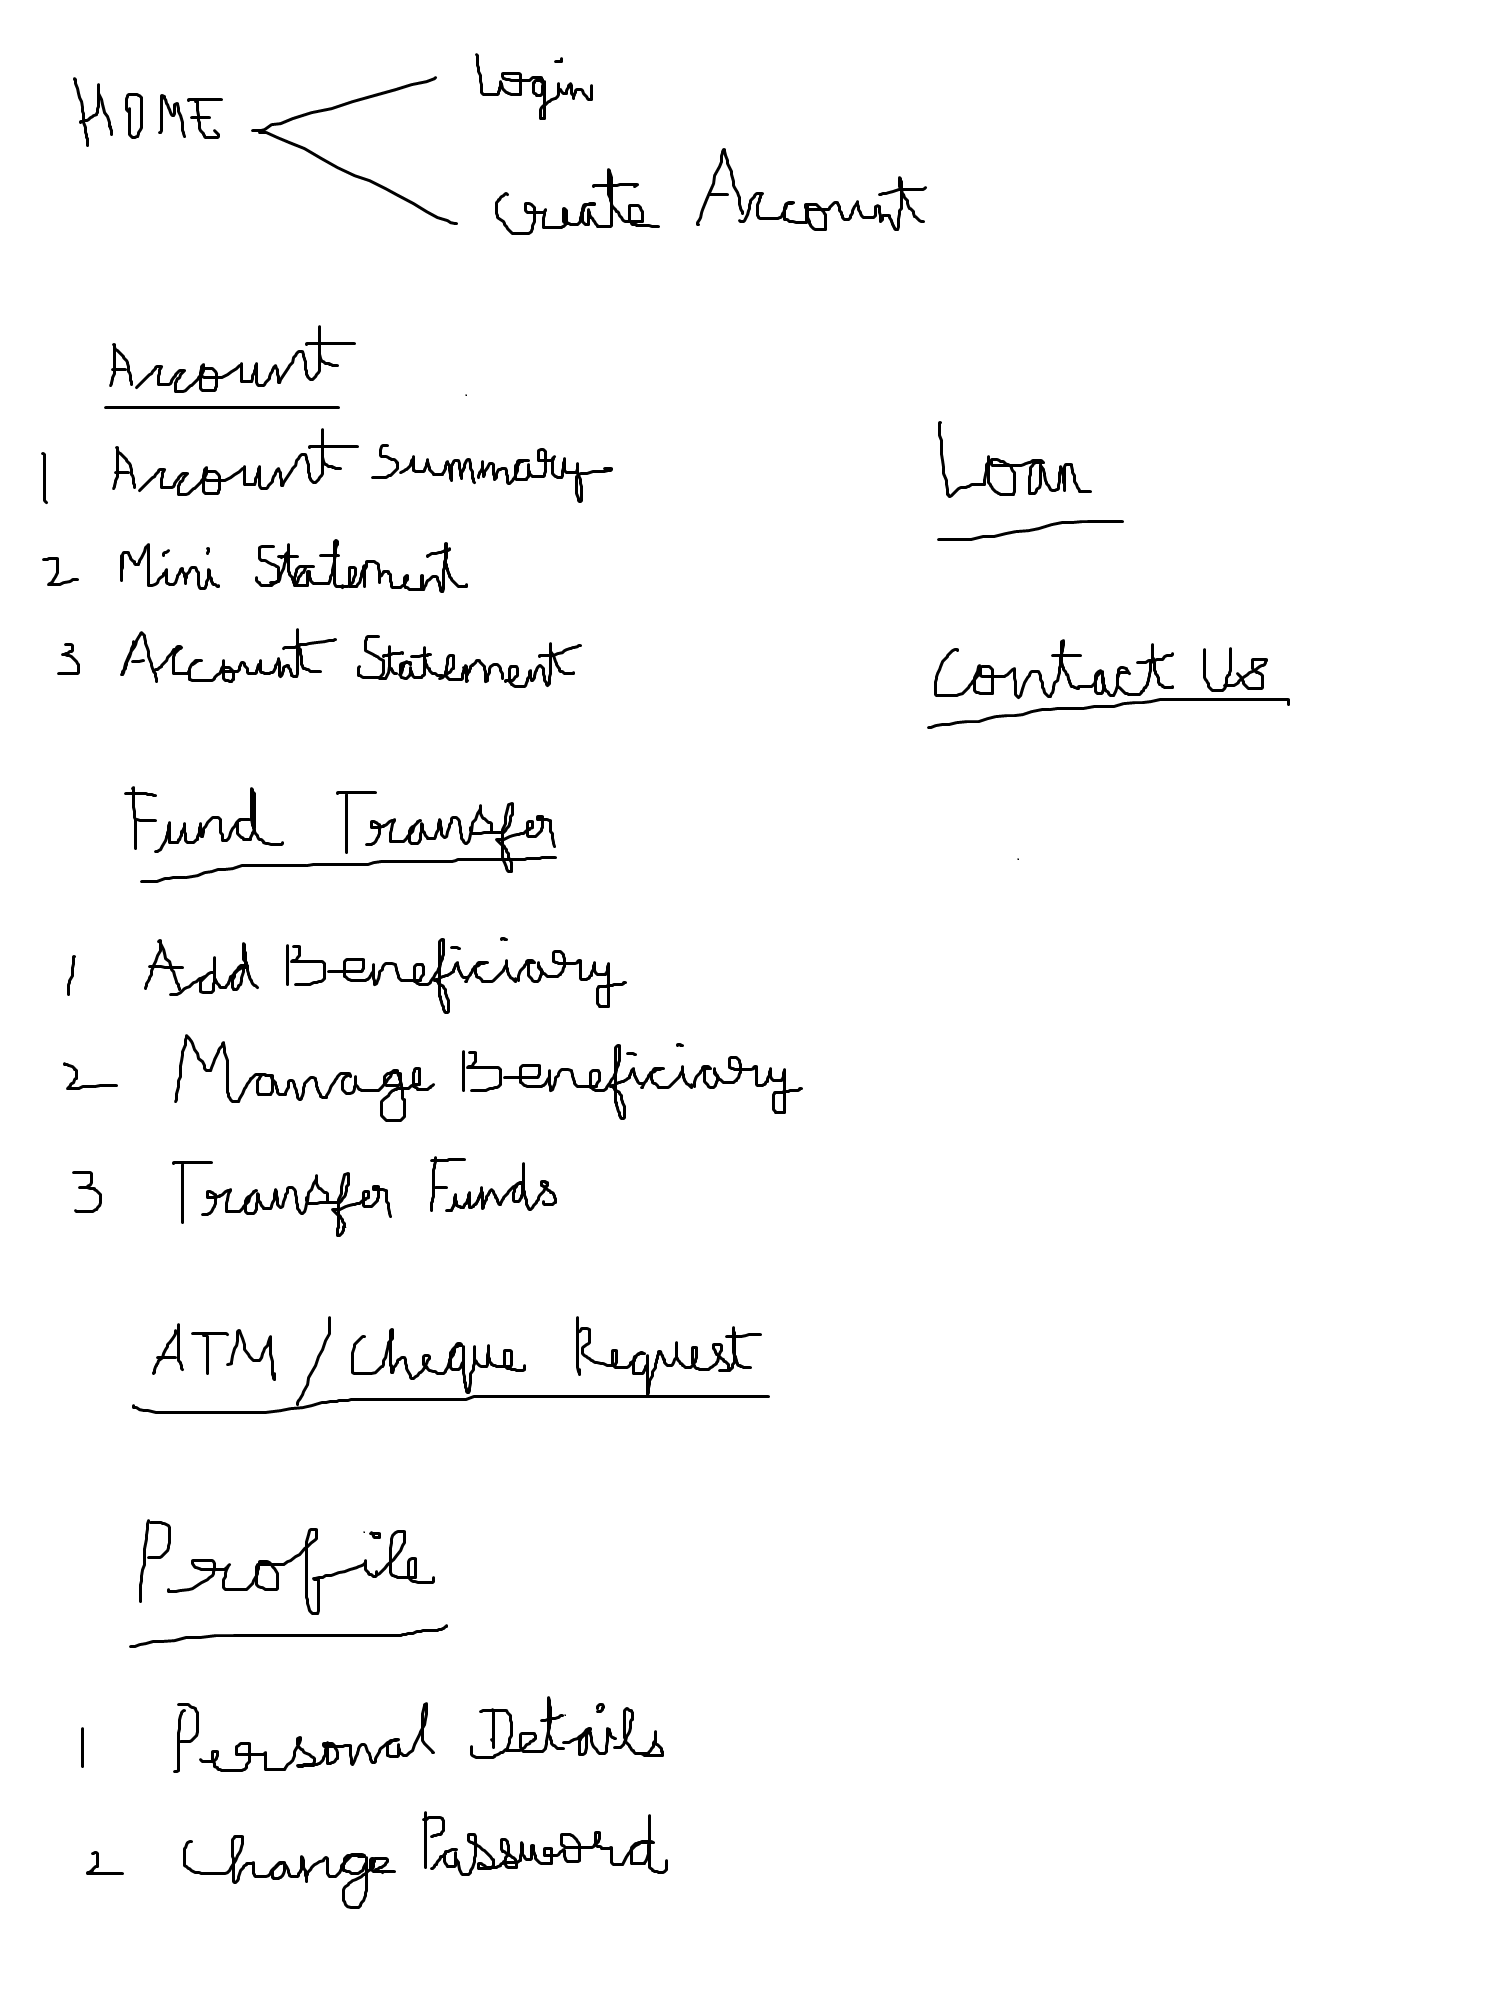 Login
HOME
Create Account
Account
1 Account Summary
2 Mini Statement
3 Account Statement
Fund Transfer
1 Add Beneficiary
2 Manage Beneficiary
3 Transfer Funds
ATM / Cheque Request
Profile
1 Personal Details
2 Change Password
Loan
Contact Us